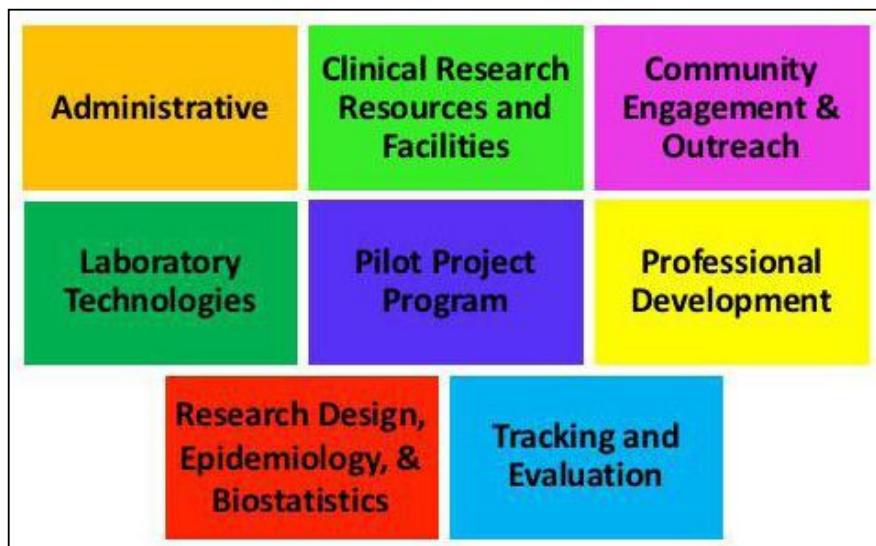 Administrative
Clinical Research
Resources and
Facilities
Community
Engagement &
Outreach
Laboratory
Technologies
Pilot Project
Program
Professional
Development
Research Design,
Epidemiology, &
Biostatistics
Tracking and
Evaluation